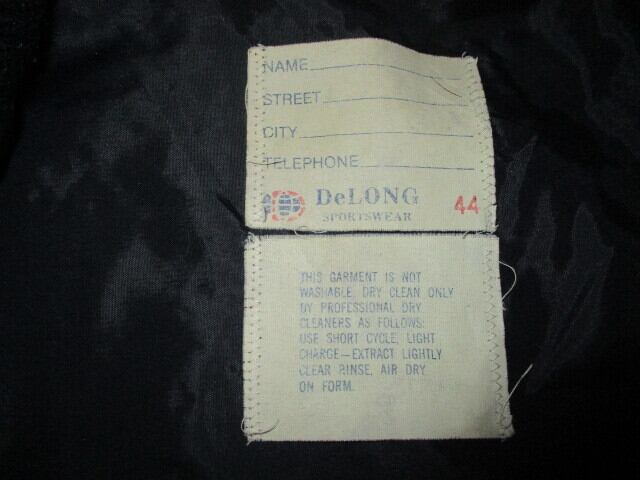 NAME
STREET
CITY
TELEPHONE
DeLONG 44
SPORTSWEAR
THIS GARMENT IS NOT
WASHABLE, DRY CLEAN ONLY
BY PROFESSIONAL DRY
CLEANERS AS FOLLOWS:
USE SHORT CYCLE, LIGHT
CHARGE—EXTRACT LIGHTLY
CLEAR RINSE, AIR DRY
ON FORM.